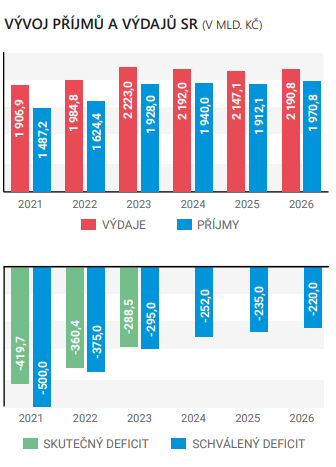 VÝVOJ PŘÍJMŮ A VÝDAJŮ SR (V MLD. KČ)
1 906,9 1 487,2 1 984,8 1 624,4 2 223,0 1 928,0 2 192,0 1 940,0 2 147,1 1 912,1 2 190,8 1 970,8
2021 2022 2023 2024 2025 2026
VÝDAJE PŘÍJMY
-419,7 -500,0 -360,4 -375,0 -288,5 -295,0 -252,0 -235,0 -220,0
2021 2022 2023 2024 2025 2026
SKUTEČNÝ DEFICIT SCHVÁLENÝ DEFICIT